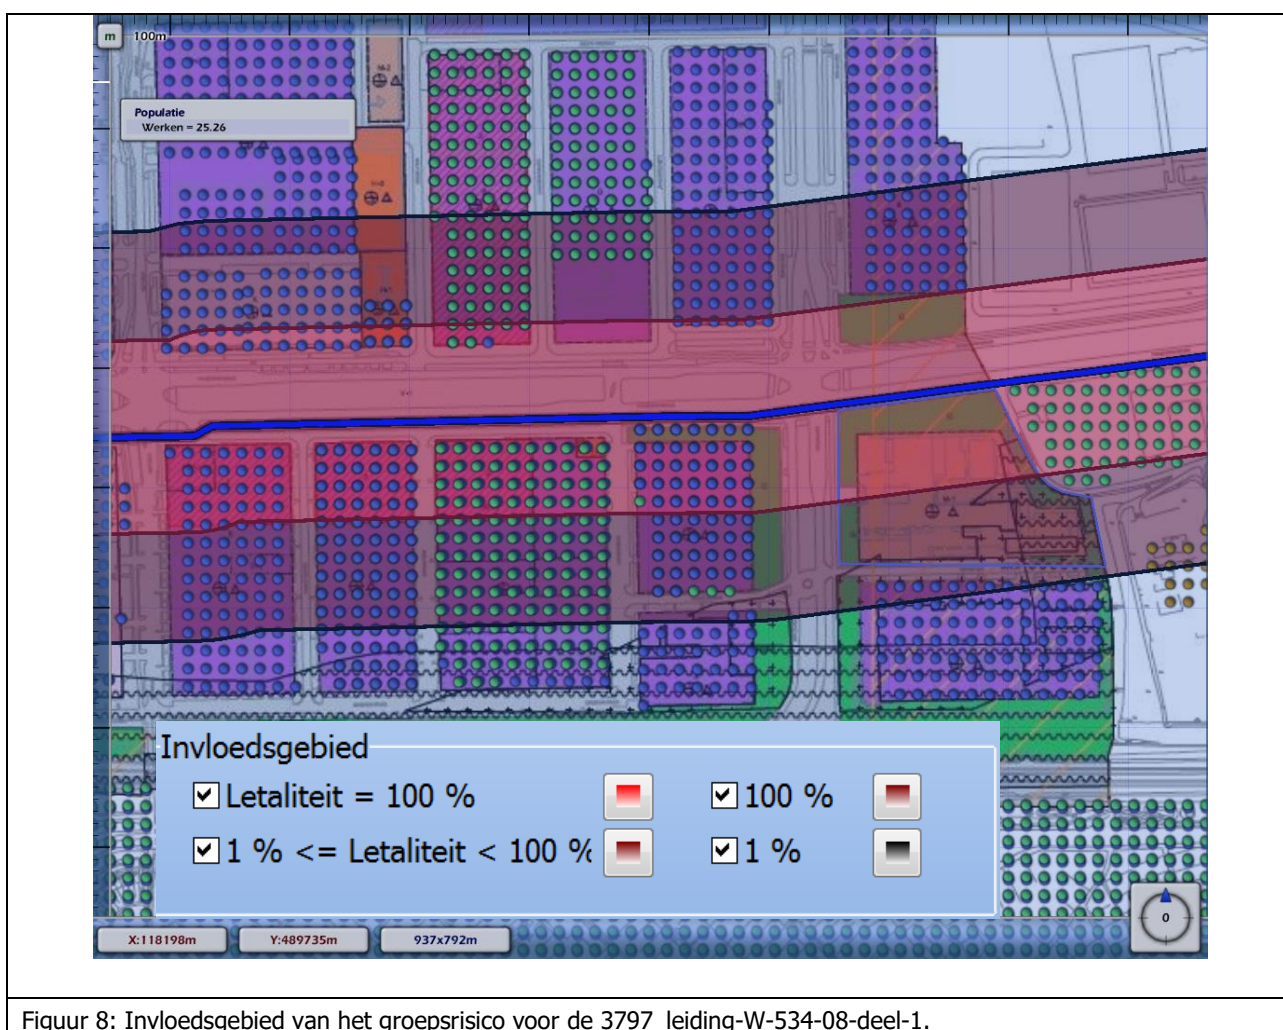 m 100m
Populatie
Werken = 25.26
Invloedsgebied
Letaliteit = 100 % 100 %
1 % <= Letaliteit < 100 % 1 %
0
X:118198m Y:489735m 937x792m
Figuur 8: Invloedsgebied van het groepsrisico voor de 3797_leiding-W-534-08-deel-1.